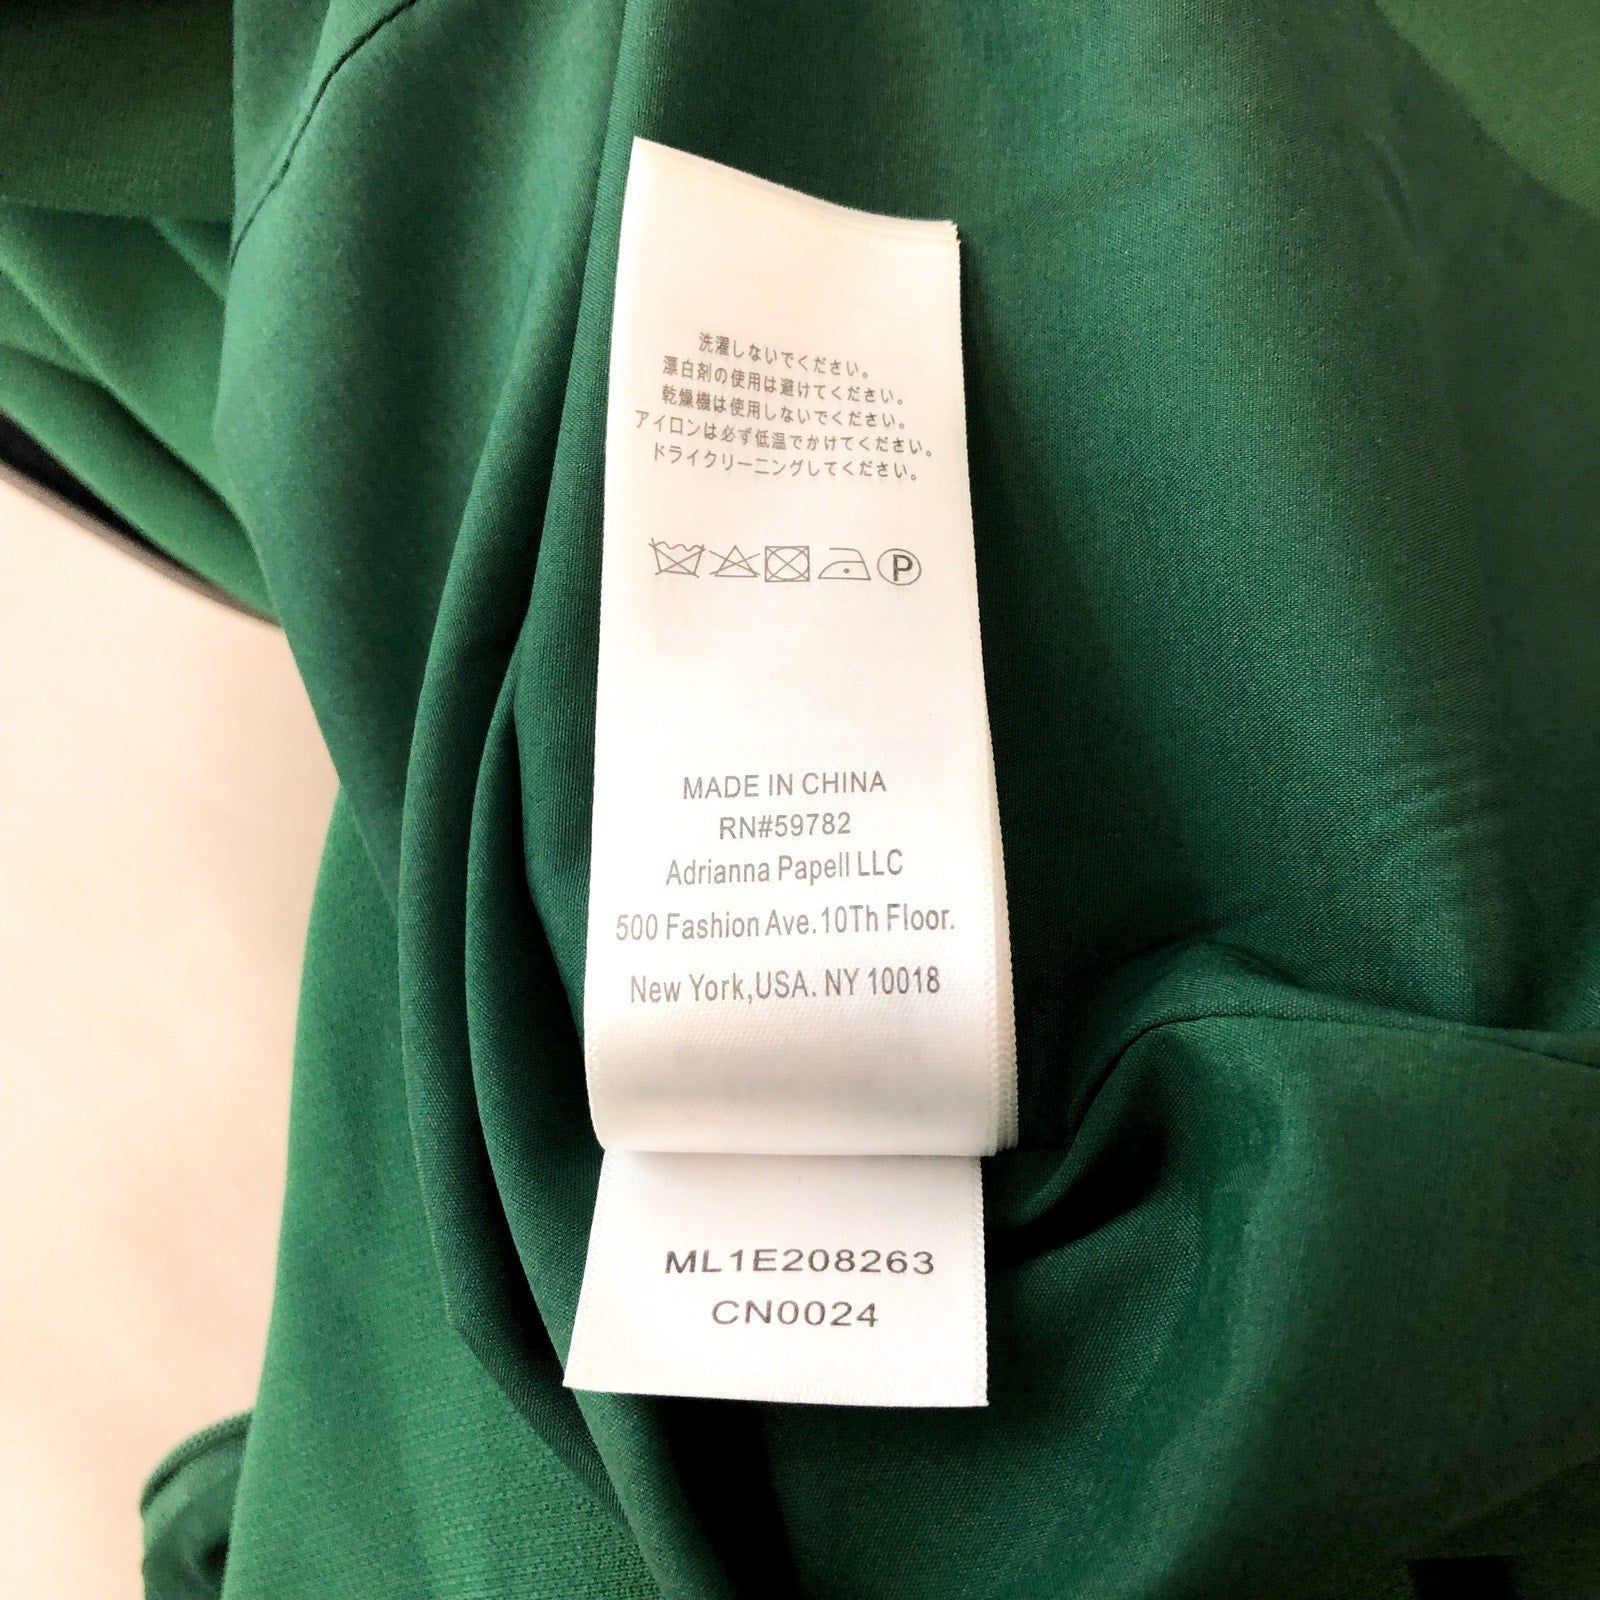 洗濯しないでください。
漂白剤の使用は避けてください。
乾燥機は使用しないでください。
アイロンは必ず低温でかけてください。
ドライクリーニングしてください。
P
MADE IN CHINA
RN#59782
Adrianna Papell LLC
500 Fashion Ave.10Th Floor.
New York,USA. NY 10018
ML1E208263
CN0024